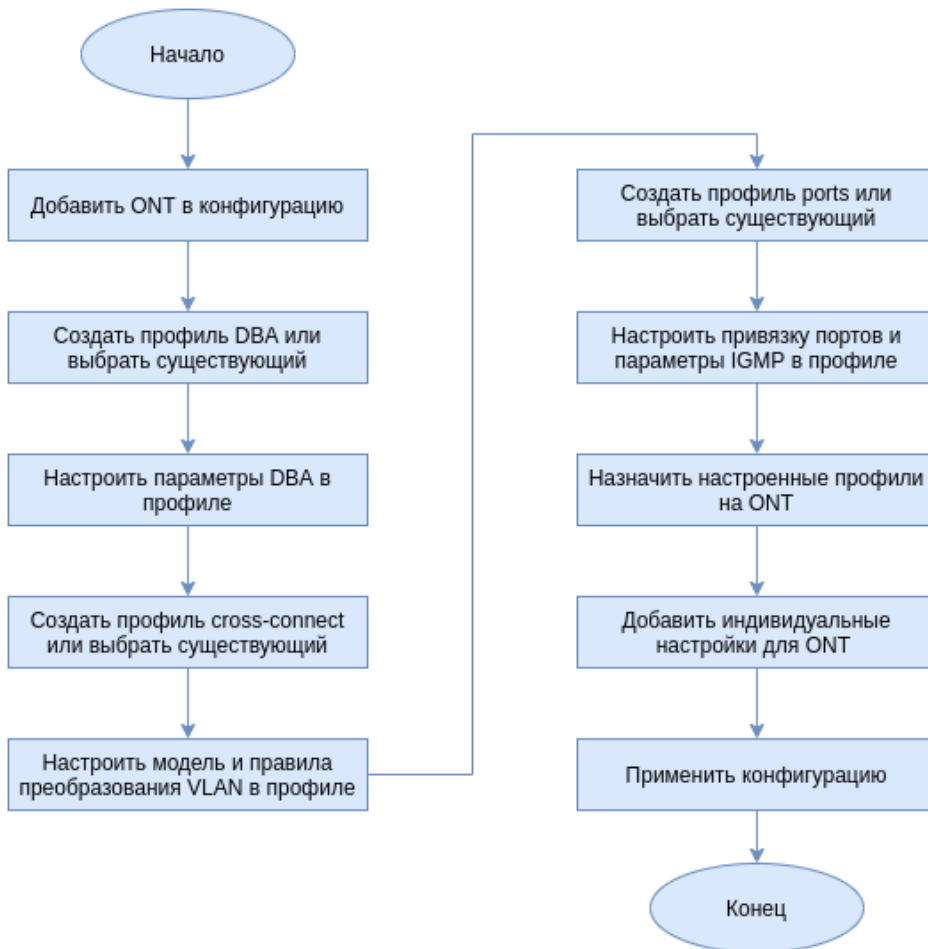 Начало
Добавить ONT в конфигурацию
Создать профиль DBA или
выбрать существующий
Настроить параметры DBA в
профиле
Создать профиль cross-connect
или выбрать существующий
Настроить модель и правила
преобразования VLAN в профиле
Создать профиль ports или
выбрать существующий
Настроить привязку портов и
параметры IGMP в профиле
Назначить настроенные профили
на ONT
Добавить индивидуальные
настройки для ONT
Применить конфигурацию
Конец